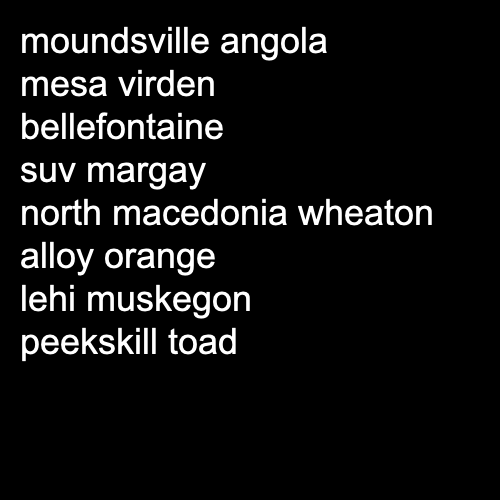 moundsville angola
mesa virden
bellefontaine
suv margay
north macedonia wheaton
alloy orange
lehi muskegon
peekskill toad